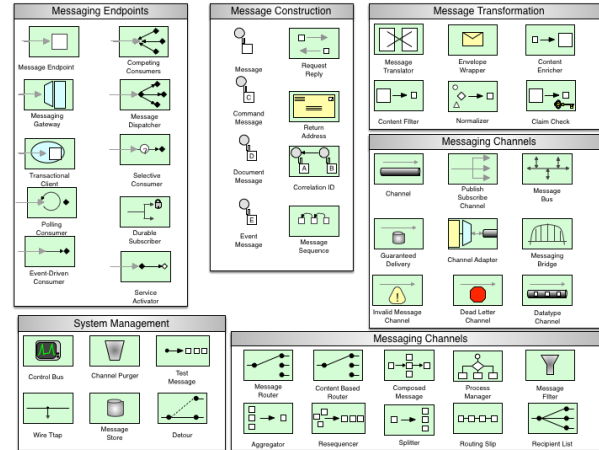 Messaging Endpoints
Message Endpoint
Competing
Consumers
Messaging
Gateway
Message
Dispatcher
Transactional
Client
Selective
Consumer
Polling
Consumer
Durable
Subscriber
Event-Driven
Consumer
Service
Activator
Message Construction
Message
Request
Reply
C
Command
Message
Return
Address
D
Document
Message
A
B
Correlation ID
E
Event
Message
Message
Sequence
Message Transformation
Message
Translator
Envelope
Wrapper
Content
Enricher
Content Filter
Normalizer
Claim Check
Messaging Channels
Channel
Publish
Subscribe
Channel
Message
Bus
Guaranteed
Delivery
Channel Adapter
Messaging
Bridge
Invalid Message
Channel
Dead Letter
Channel
Datatype
Channel
System Management
Control Bus
Channel Purger
Test
Message
Wire Ttap
Message
Store
Detour
Messaging Channels
Message
Router
Content Based
Router
Composed
Message
Process
Manager
Message
Filter
Aggregator
Resequencer
Splitter
Routing Slip
Recipient List